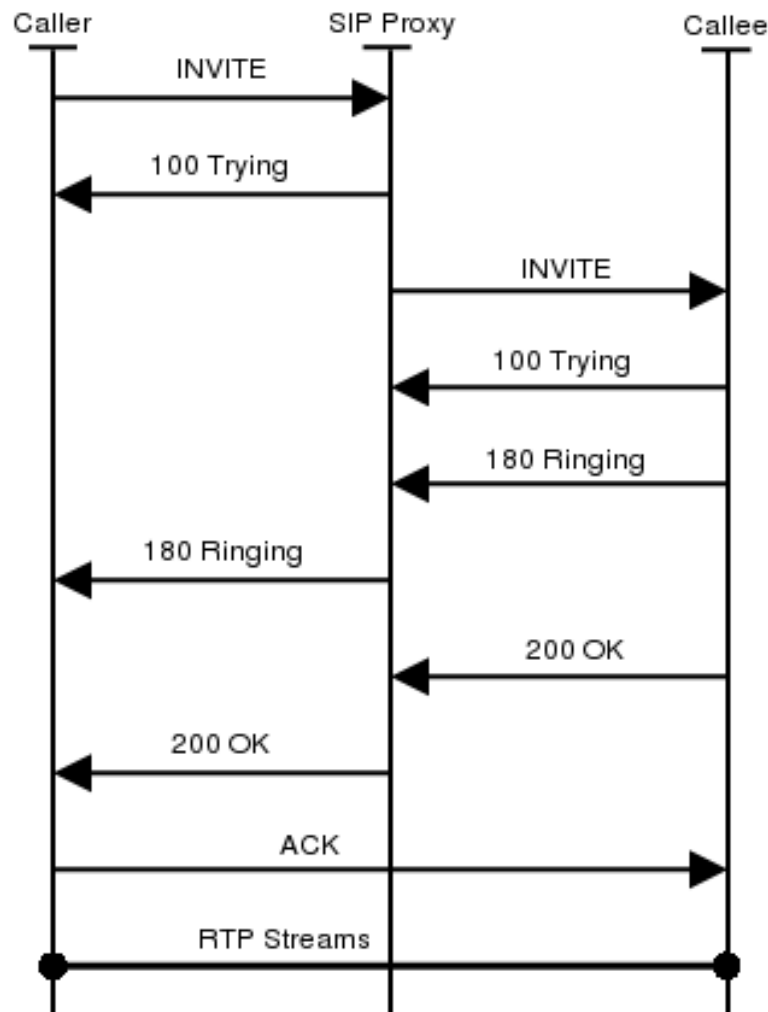 Caller
SIP Proxy
Callee
INVITE
100 Trying
INVITE
100 Trying
180 Ringing
180 Ringing
200 OK
200 OK
ACK
RTP Streams